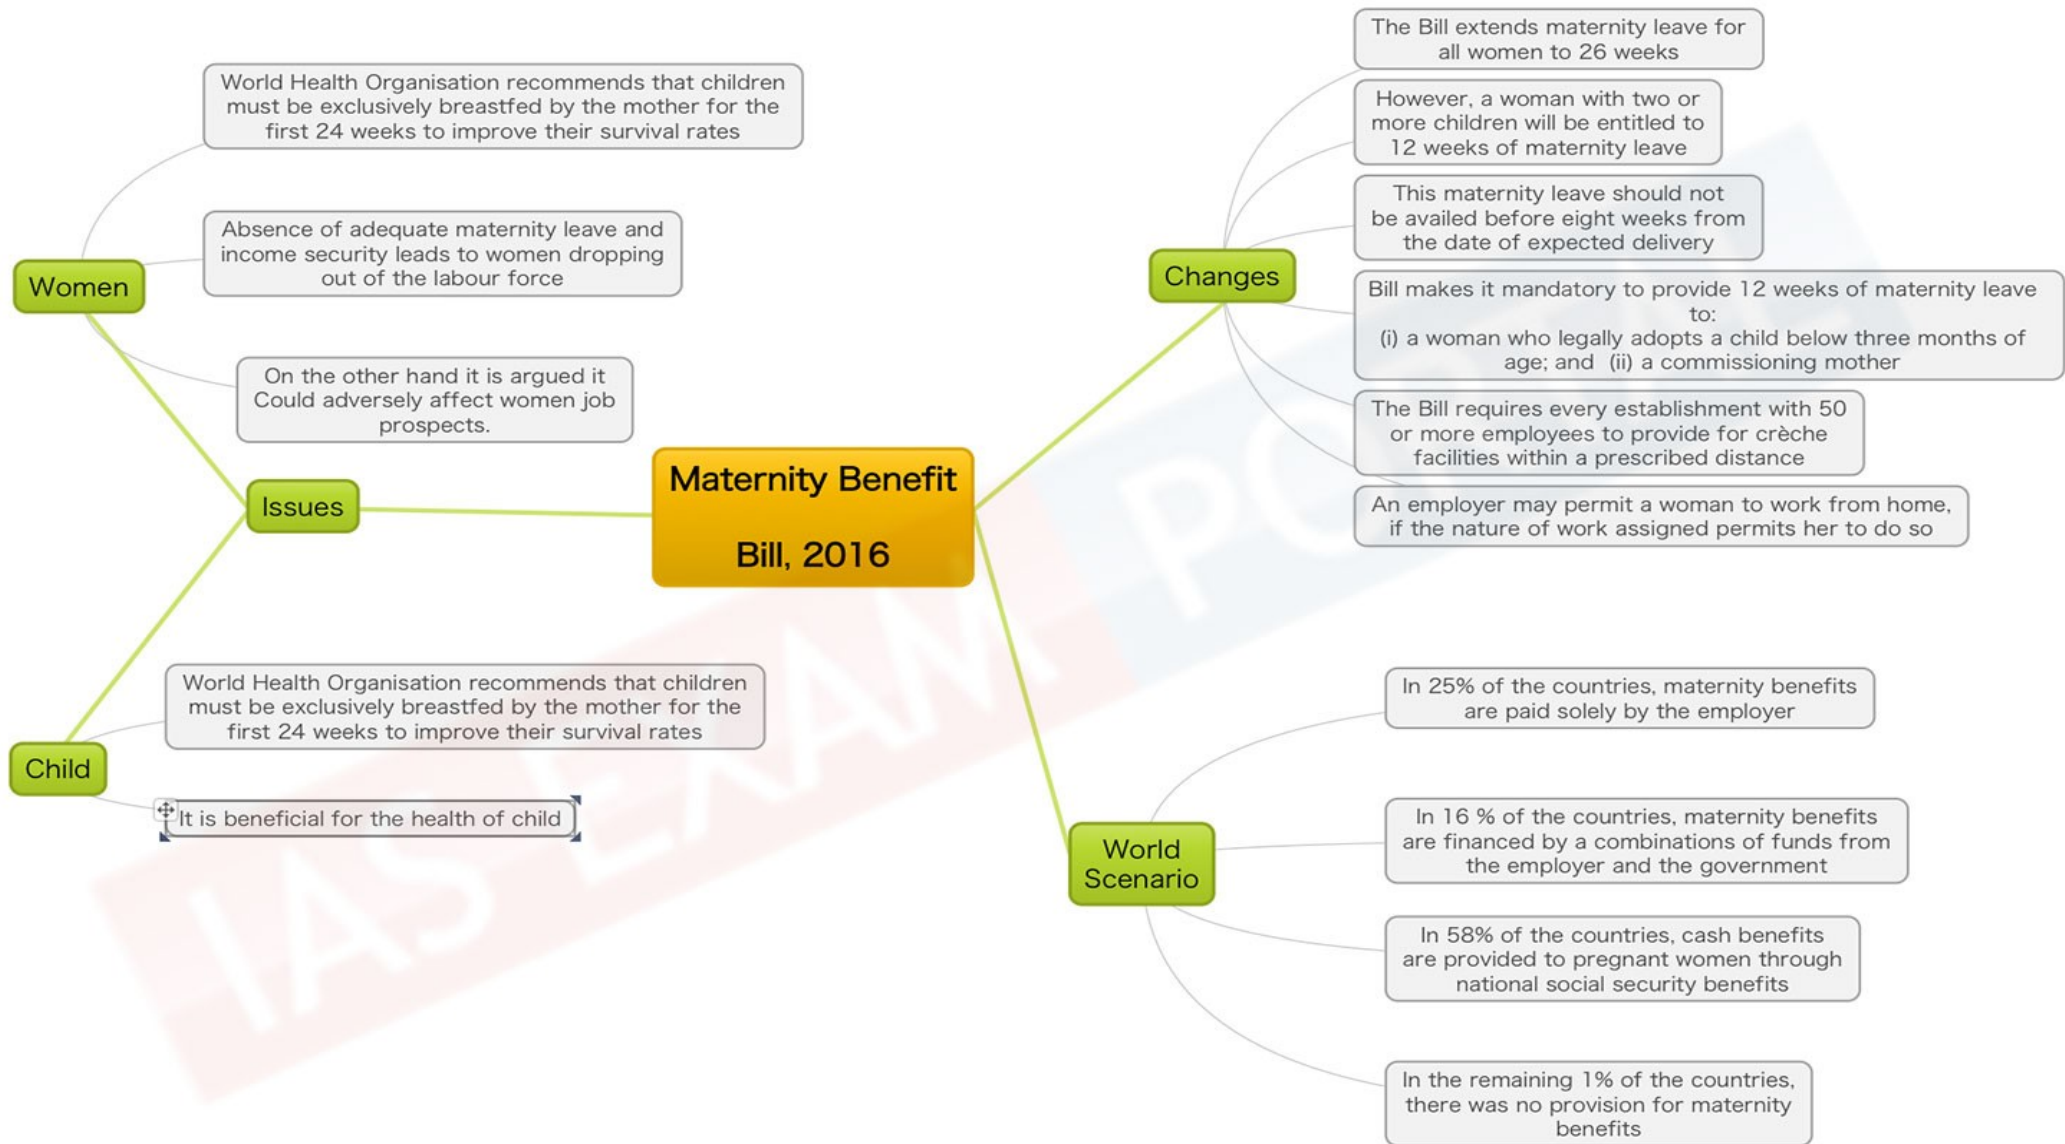 Maternity Benefit
Bill, 2016
Issues
Women
World Health Organisation recommends that children
must be exclusively breastfed by the mother for the
first 24 weeks to improve their survival rates
Absence of adequate maternity leave and
income security leads to women dropping
out of the labour force
On the other hand it is argued it
Could adversely affect women job
prospects.
Child
World Health Organisation recommends that children
must be exclusively breastfed by the mother for the
first 24 weeks to improve their survival rates
It is beneficial for the health of child
Changes
The Bill extends maternity leave for
all women to 26 weeks
However, a woman with two or
more children will be entitled to
12 weeks of maternity leave
This maternity leave should not
be availed before eight weeks from
the date of expected delivery
Bill makes it mandatory to provide 12 weeks of maternity leave
to:
(i) a woman who legally adopts a child below three months of
age; and (ii) a commissioning mother
The Bill requires every establishment with 50
or more employees to provide for crèche
facilities within a prescribed distance
An employer may permit a woman to work from home,
if the nature of work assigned permits her to do so
World
Scenario
In 25% of the countries, maternity benefits
are paid solely by the employer
In 16 % of the countries, maternity benefits
are financed by a combinations of funds from
the employer and the government
In 58% of the countries, cash benefits
are provided to pregnant women through
national social security benefits
In the remaining 1% of the countries,
there was no provision for maternity
benefits
IAS EXAM PORTAL